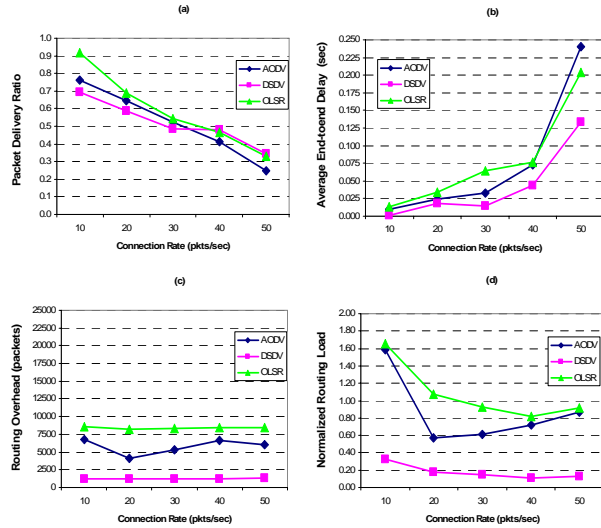 (a)
Packet Delivery Ratio
1.0
0.9
0.8
0.7
0.6
0.5
0.4
0.3
0.2
0.1
0.0
AODV
DSDV
OLSR
10 20 30 40 50
Connection Rate (pkts/sec)
(b)
Average End-toend Delay (sec)
0.250
0.225
0.200
0.175
0.150
0.125
0.100
0.075
0.050
0.025
0.000
AODV
DSDV
OLSR
10 20 30 40 50
Connection Rate (pkts/sec)
(c)
Routing Overhead (packets)
25000
22500
20000
17500
15000
12500
10000
7500
5000
2500
0
AODV
DSDV
OLSR
10 20 30 40 50
Connection Rate (pkts/sec)
(d)
Normalized Routing Load
2.00
1.80
1.60
1.40
1.20
1.00
0.80
0.60
0.40
0.20
0.00
AODV
DSDV
OLSR
10 20 30 40 50
Connection Rate (pkts/sec)